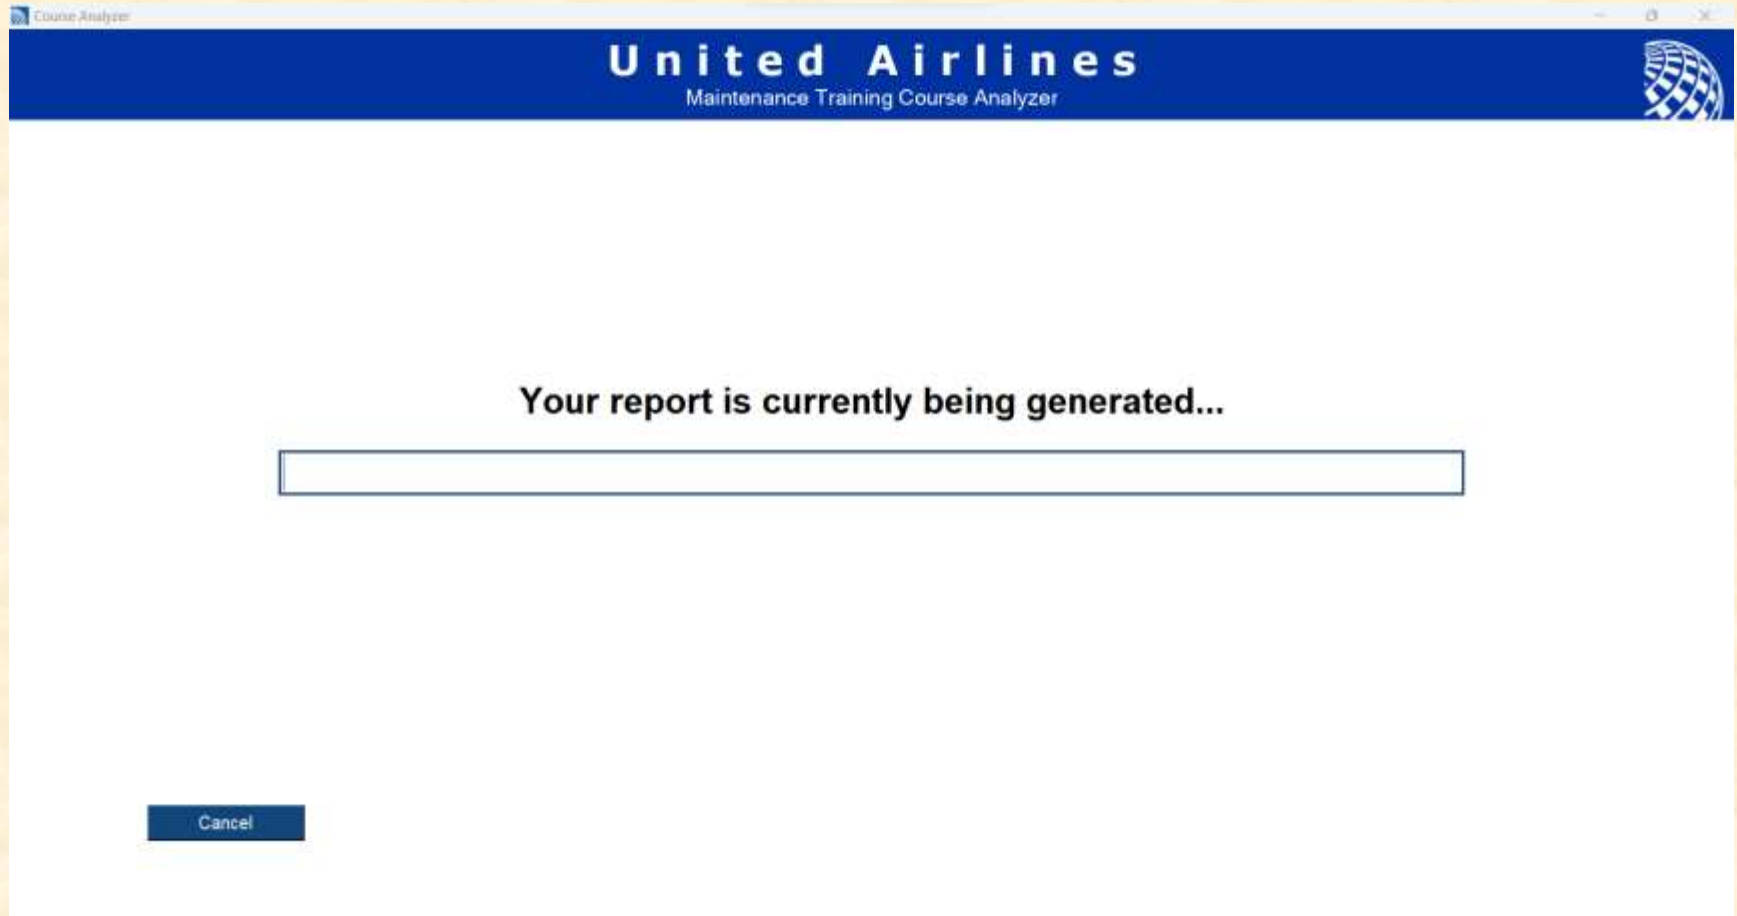 Course Analyzer
United Airlines
Maintenance Training Course Analyzer
Your report is currently being generated...
Cancel